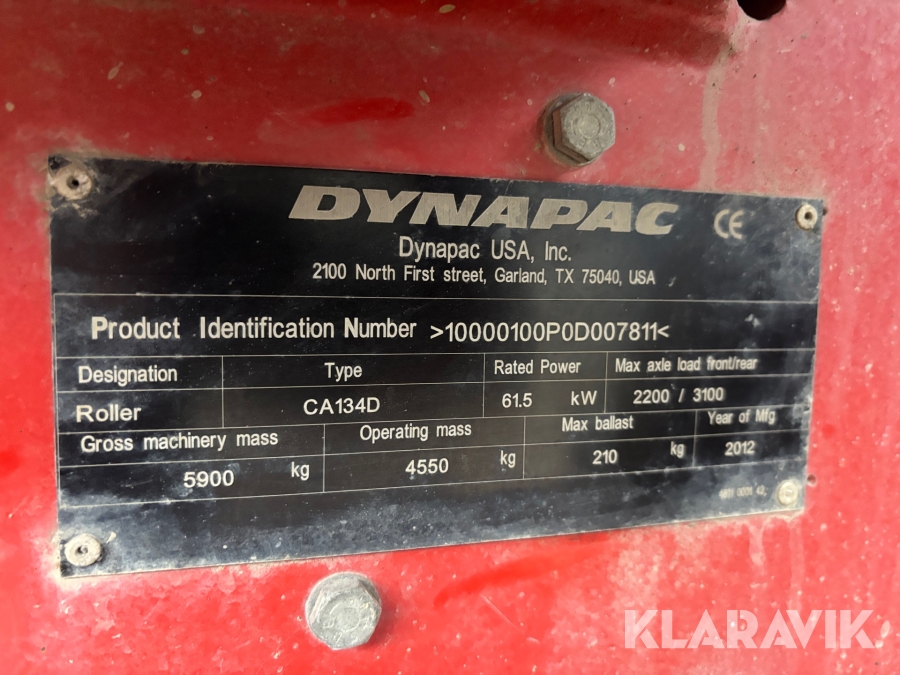 DYNAPAC
CE
Dynapac USA, Inc.
2100 North First street, Garland, TX 75040, USA
Product Identification Number >10000100P0D007811<
Designation Type Rated Power Max axle load front/rear
Roller CA134D 61.5 kW 2200 / 3100
Gross machinery mass Operating mass Max ballast Year of Mfg
5900 kg 4550 kg 210 kg 2012
KLARAVIK